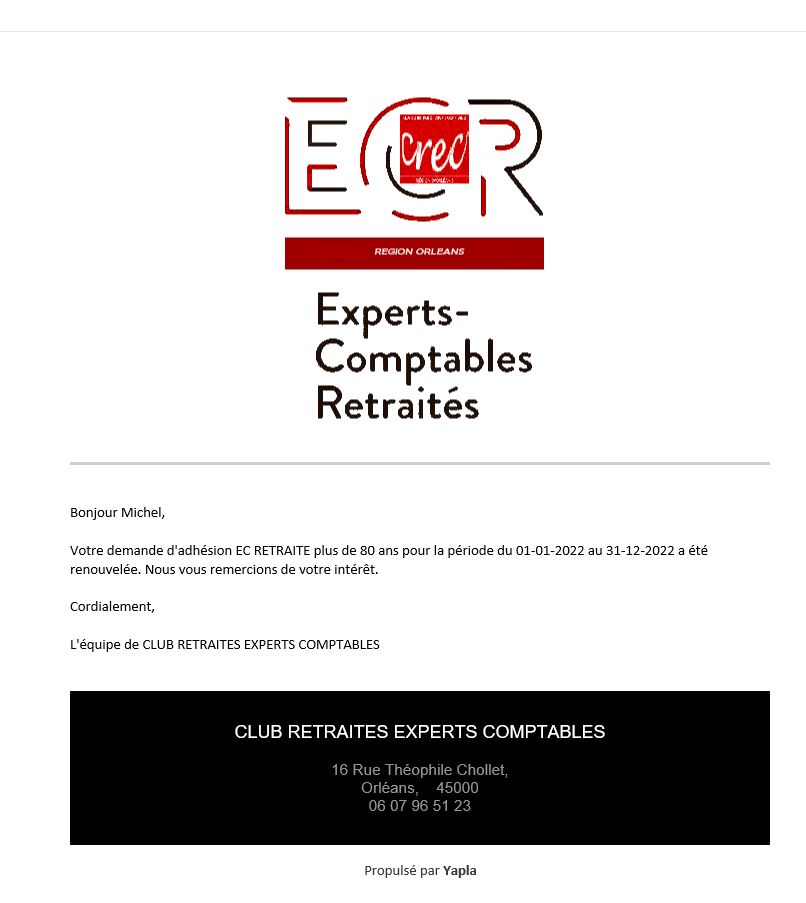 ECR
crec
REGION ORLEANS
Experts-
Comptables
Retraités
Bonjour Michel,
Votre demande d'adhésion EC RETRAITE plus de 80 ans pour la période du 01-01-2022 au 31-12-2022 a été
renouvelée. Nous vous remercions de votre intérêt.
Cordialement,
L'équipe de CLUB RETRAITES EXPERTS COMPTABLES
CLUB RETRAITES EXPERTS COMPTABLES
16 Rue Théophile Chollet,
Orléans, 45000
06 07 96 51 23
Propulsé par Yapla